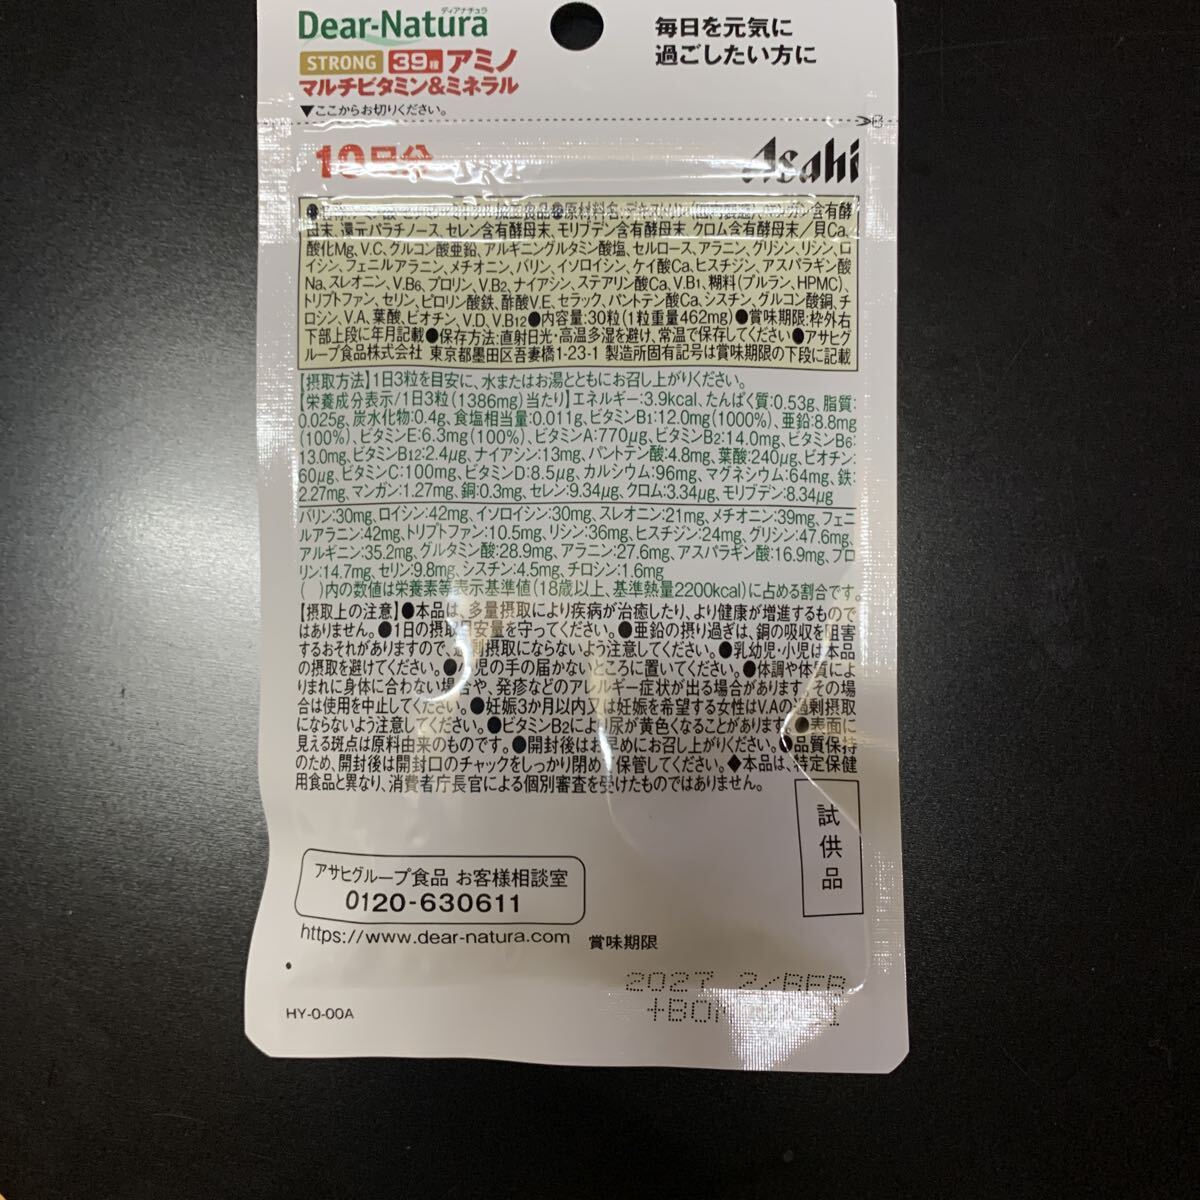 ディアナチュラ
Dear-Natura
STRONG 39種 アミノ
マルチビタミン&ミネラル
毎日を元気に
過ごしたい方に
▼ここからお切りください。
10日分
Asahi
食品●原材料名:デキストリン(国内製造)、マンガン含有酵
母末、還元パラチノース、セレン含有酵母末、モリブデン含有酵母末、クロム含有酵母末／貝Ca、
酸化Mg、V.C、グルコン酸亜鉛、アルギニングルタミン酸塩、セルロース、アラニン、グリシン、リシン、ロ
イシン、フェニルアラニン、メチオニン、バリン、イソロイシン、ケイ酸Ca、ヒスチジン、アスパラギン酸
Na、スレオニン、V.B6、プロリン、V.B2、ナイアシン、ステアリン酸Ca、V.B1、糊料(プルラン、HPMC)、
トリプトファン、セリン、ピロリン酸鉄、酢酸V.E、セラック、パントテン酸Ca、シスチン、グルコン酸銅、チ
ロシン、V.A、葉酸、ビオチン、V.D、V.B12●内容量:30粒(1粒重量462mg)●賞味期限:枠外右
下部上段に年月記載●保存方法:直射日光・高温多湿を避け、常温で保存してください●アサヒグ
ループ食品株式会社 東京都墨田区吾妻橋1-23-1 製造所固有記号は賞味期限の下段に記載
【摂取方法】1日3粒を目安に、水またはお湯とともにお召し上がりください。
【栄養成分表示/1日3粒(1386mg)当たり】エネルギー:3.9kcal、たんぱく質:0.53g、脂質:
0.025g、炭水化物:0.4g、食塩相当量:0.011g、ビタミンB1:12.0mg(1000%)、亜鉛:8.8mg
(100%)、ビタミンE:6.3mg(100%)、ビタミンA:770μg、ビタミンB2:14.0mg、ビタミンB6:
13.0mg、ビタミンB12:2.4μg、ナイアシン:13mg、パントテン酸:4.8mg、葉酸:240μg、ビオチン:
60μg、ビタミンC:100mg、ビタミンD:8.5μg、カルシウム:96mg、マグネシウム:64mg、鉄:
2.27mg、マンガン:1.27mg、銅:0.3mg、セレン:9.34μg、クロム:3.34μg、モリブデン:8.34μg
バリン:30mg、ロイシン:42mg、イソロイシン:30mg、スレオニン:21mg、メチオニン:39mg、フェニ
ルアラニン:42mg、トリプトファン:10.5mg、リシン:36mg、ヒスチジン:24mg、グリシン:47.6mg、
アルギニン:35.2mg、グルタミン酸:28.9mg、アラニン:27.6mg、アスパラギン酸:16.9mg、プロ
リン:14.7mg、セリン:9.8mg、シスチン:4.5mg、チロシン:1.6mg
( )内の数値は栄養素等表示基準値(18歳以上、基準熱量2200kcal)に占める割合です。
【摂取上の注意】●本品は、多量摂取により疾病が治癒したり、より健康が増進するもので
はありません。●1日の摂取目安量を守ってください。●亜鉛の摂り過ぎは、銅の吸収を阻害
するおそれがありますので、過剰摂取にならないよう注意してください。●乳幼児・小児は本品
の摂取を避けてください。●小児の手の届かないところに置いてください。●体調や体質によ
りまれに身体に合わない場合や、発疹などのアレルギー症状が出る場合があります。その場
合は使用を中止してください。●妊娠3か月以内又は妊娠を希望する女性はV.Aの過剰摂取
にならないよう注意してください。●ビタミンB2により尿が黄色くなることがあります。●表面に
見える斑点は原料由来のものです。●開封後はお早めにお召し上がりください。●品質保持
のため、開封後は開封口のチャックをしっかり閉めて保管してください。◆本品は、特定保健
用食品と異なり、消費者庁長官による個別審査を受けたものではありません。
試供品
アサヒグループ食品 お客様相談室
0120-630611
https://www.dear-natura.com
賞味期限
2027. 2/BFB
HY-0-00A